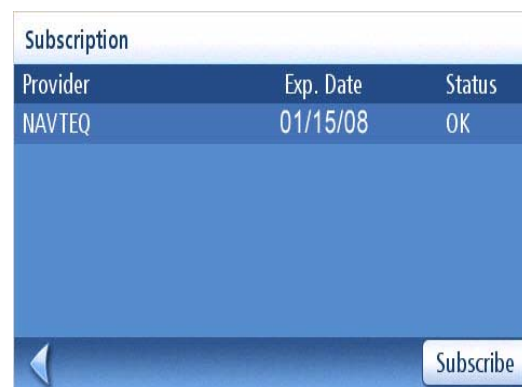 Subscription
Provider Exp. Date Status
NAVTEQ 01/15/08 OK
Subscribe